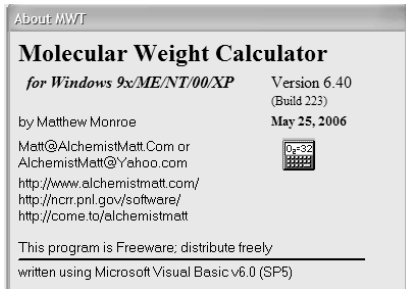 About MWT
Molecular Weight Calculator
for Windows 9x/ME/NT/00/XP
Version 6.40
(Build 223)
by Matthew Monroe
May 25, 2006
Matt@AlchemistMatt.Com or
AlchemistMatt@Yahoo.com
O₂=32
http://www.alchemistmatt.com/
http://ncrr.pnl.gov/software/
http://come.to/alchemistmatt
This program is Freeware; distribute freely
written using Microsoft Visual Basic v6.0 (SP5)